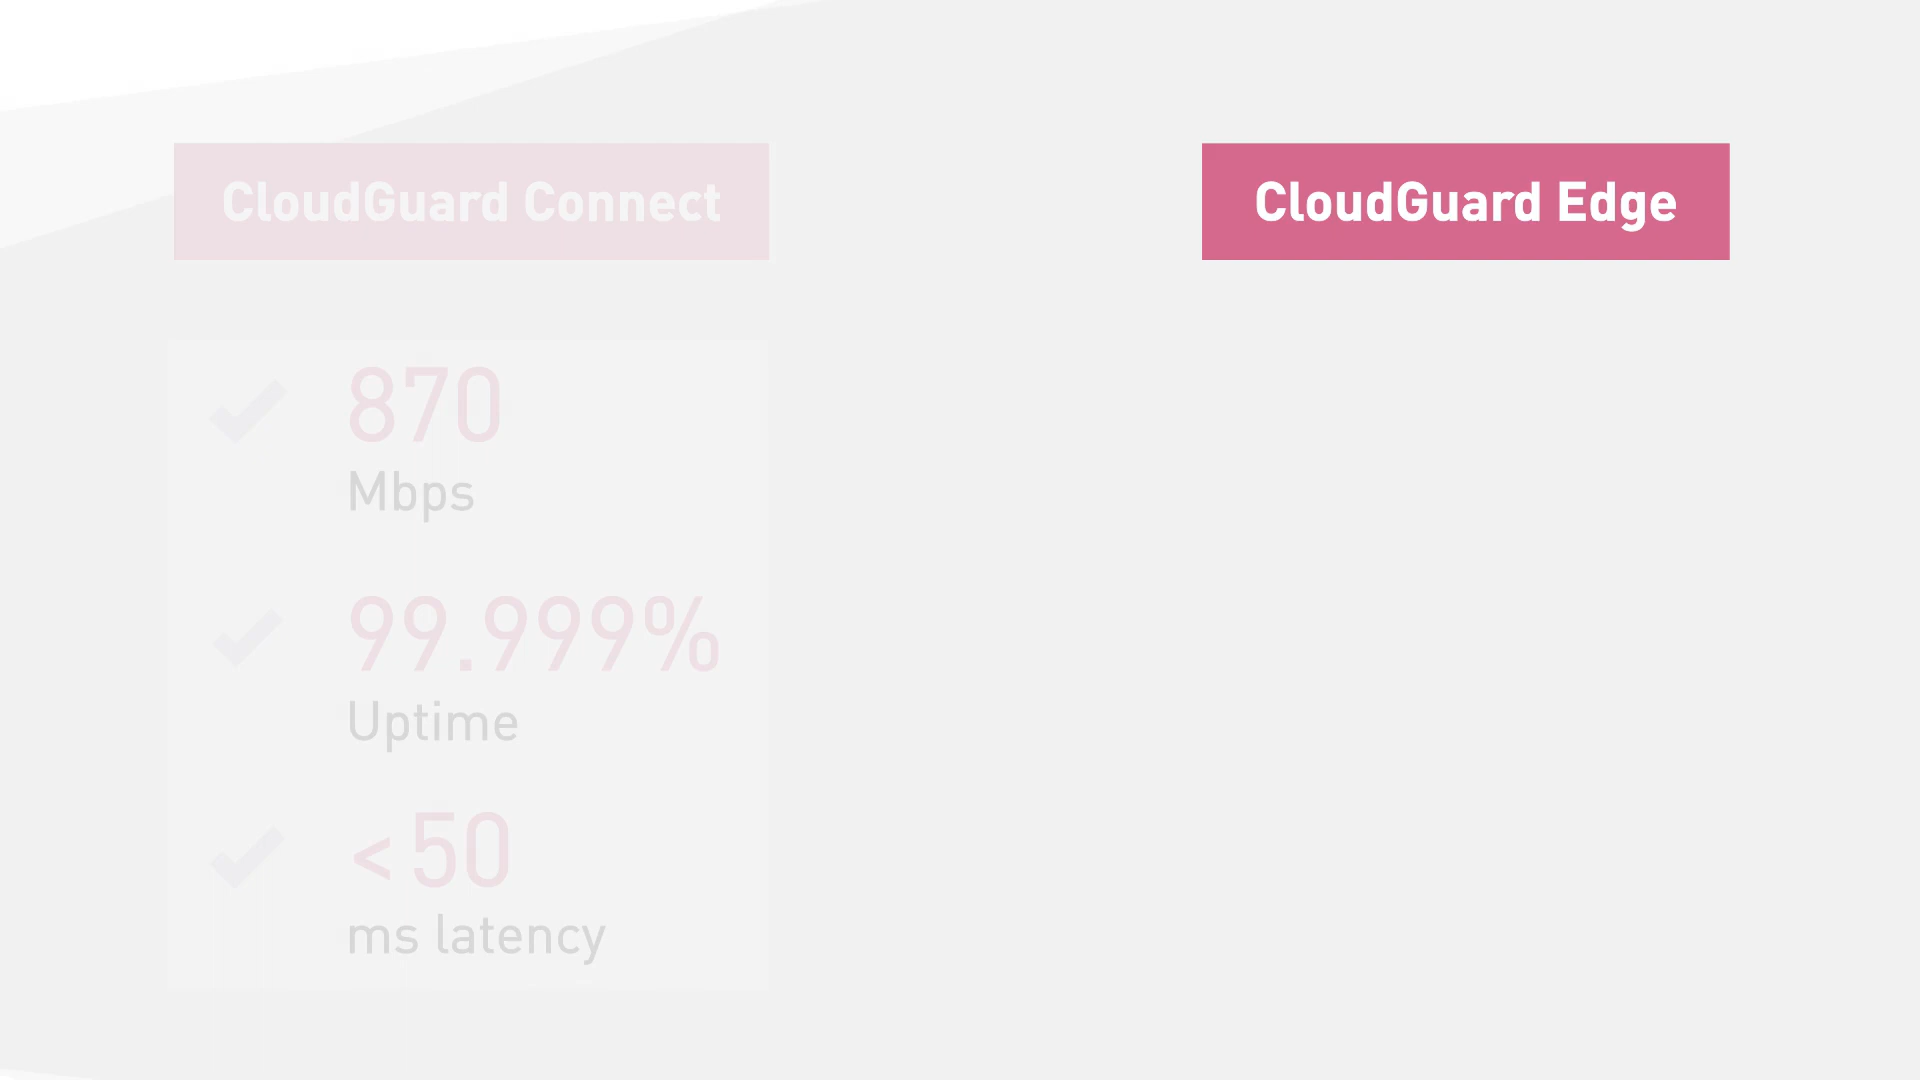 CloudGuard Connect
CloudGuard Edge
870
Mbps
99.999%
Uptime
<50
ms latency